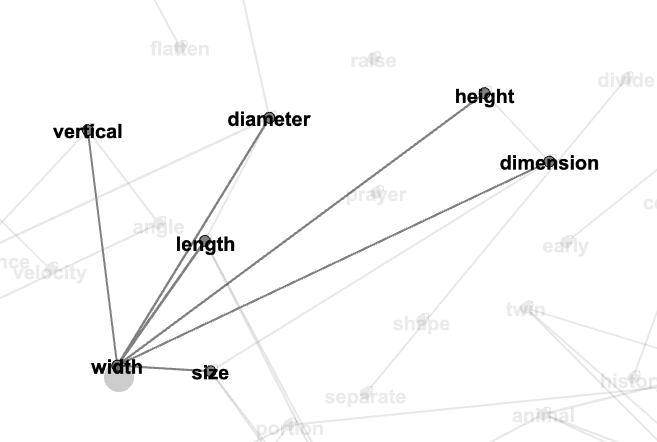 flatten
raise
divide
height
vertical
diameter
dimension
prayer
angle
length
early
velocity
twin
shape
width
size
separate
animal
portion